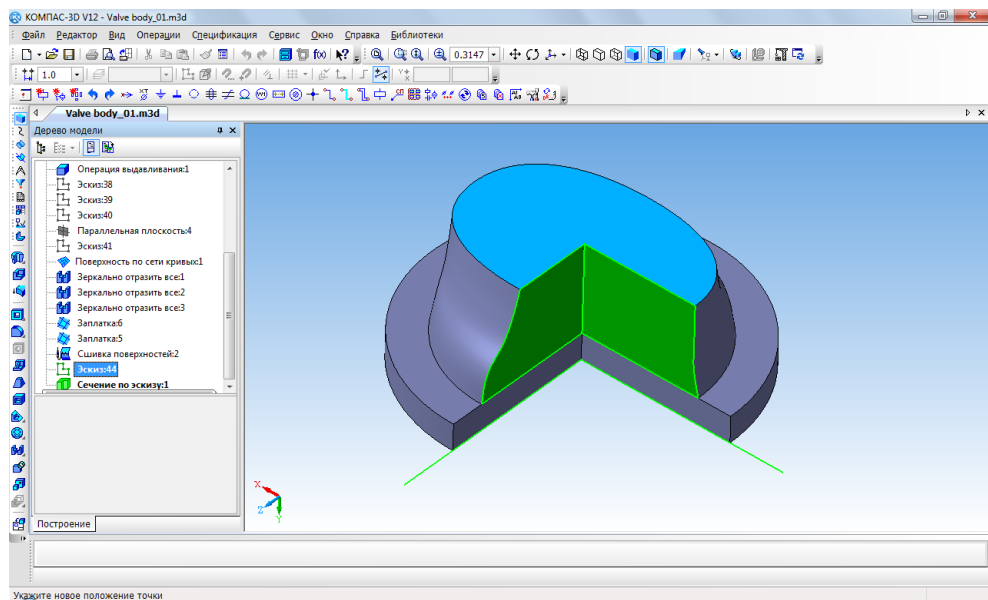 КОМПАС-3D V12 - Valve body_01.m3d
Файл Редактор Вид Операции Спецификация Сервис Окно Справка Библиотеки
f(x) 0.3147
1.0
Valve body_01.m3d
Дерево модели
Операция выдавливания:1
Эскиз:38
Эскиз:39
Эскиз:40
Параллельная плоскость:4
Эскиз:41
Поверхность по сети кривых:1
Зеркально отразить все:1
Зеркально отразить все:2
Зеркально отразить все:3
Заплатка:6
Заплатка:5
Сшивка поверхностей:2
Эскиз:44
Сечение по эскизу:1
X
Z
Y
Построение
Укажите новое положение точки